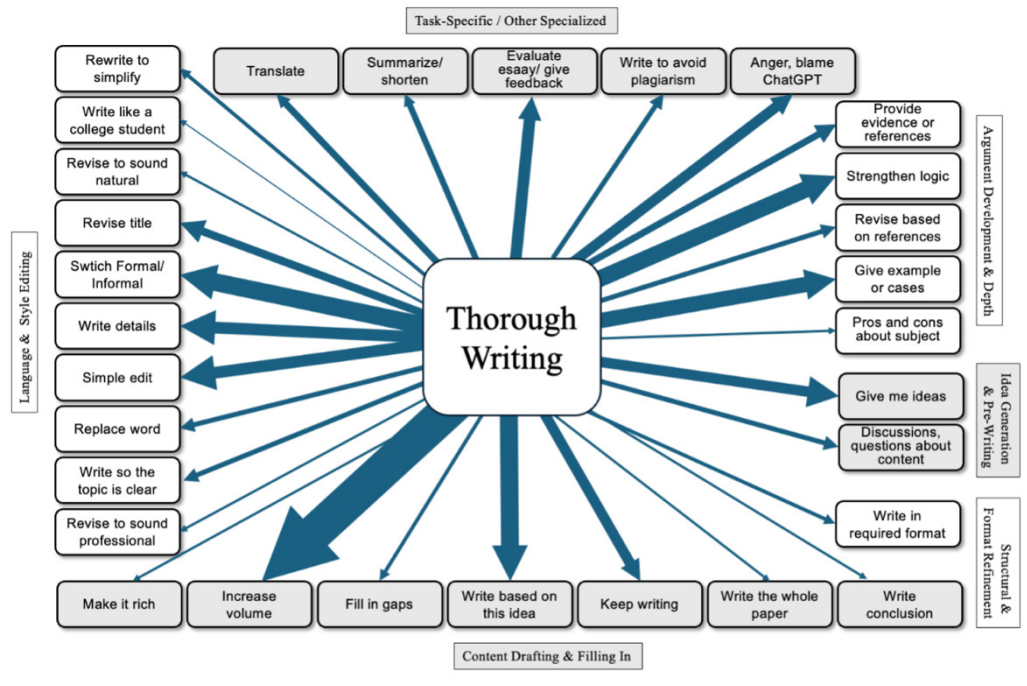 Task-Specific / Other Specialized
Rewrite to
simplify
Translate
Summarize/
shorten
Evaluate
esaay/ give
feedback
Write to avoid
plagiarism
Anger, blame
ChatGPT
Write like a
college student
Revise to sound
natural
Revise title
Swtich Formal/
Informal
Write details
Simple edit
Replace word
Write so the
topic is clear
Revise to sound
professional
Language & Style Editing
Thorough
Writing
Provide
evidence or
references
Strengthen logic
Revise based
on references
Give example
or cases
Pros and cons
about subject
Argument Development & Depth
Give me ideas
Discussions,
questions about
content
Idea Generation
& Pre-Writing
Write in
required format
Structural &
Format Refinement
Make it rich
Increase
volume
Fill in gaps
Write based on
this idea
Keep writing
Write the whole
paper
Write
conclusion
Content Drafting & Filling In